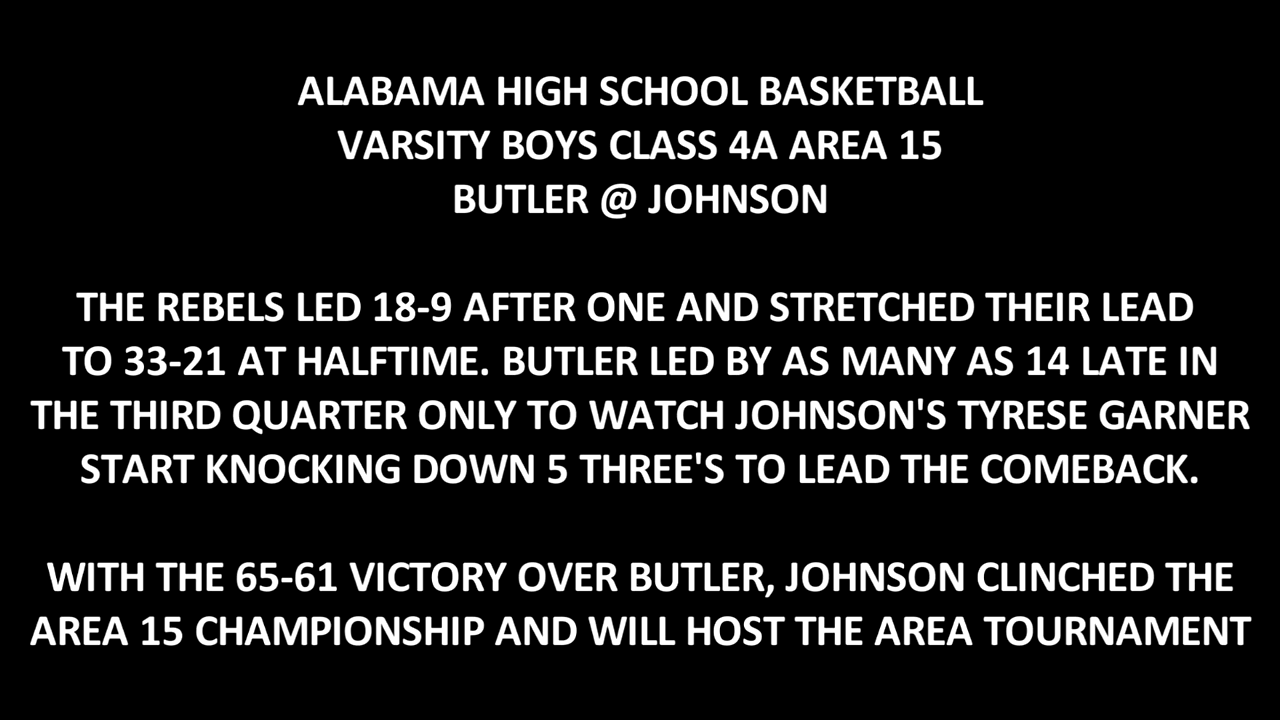 ALABAMA HIGH SCHOOL BASKETBALL
VARSITY BOYS CLASS 4A AREA 15
BUTLER @ JOHNSON
THE REBELS LED 18-9 AFTER ONE AND STRETCHED THEIR LEAD
TO 33-21 AT HALFTIME. BUTLER LED BY AS MANY AS 14 LATE IN
THE THIRD QUARTER ONLY TO WATCH JOHNSON'S TYRESE GARNER
START KNOCKING DOWN 5 THREE'S TO LEAD THE COMEBACK.
WITH THE 65-61 VICTORY OVER BUTLER, JOHNSON CLINCHED THE
AREA 15 CHAMPIONSHIP AND WILL HOST THE AREA TOURNAMENT